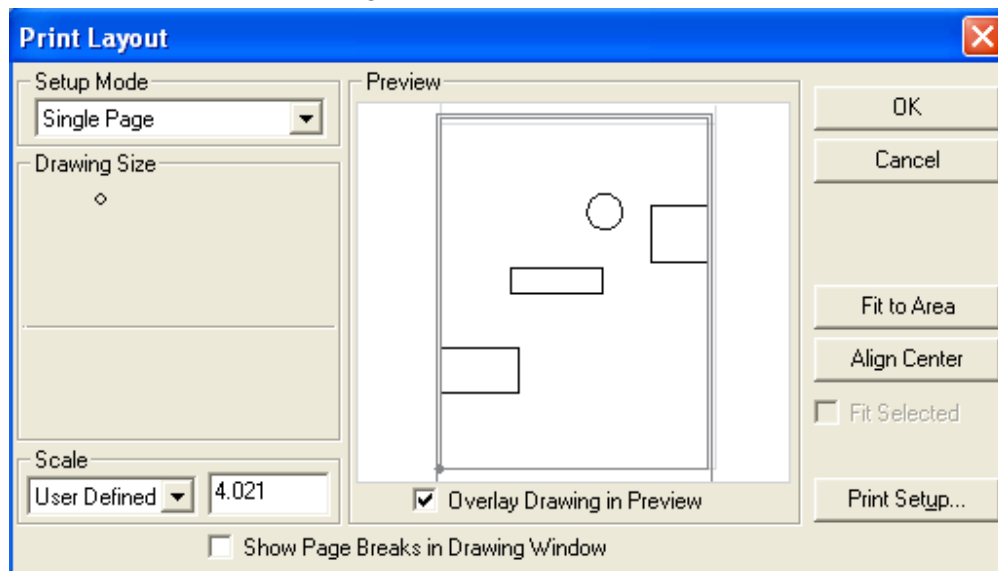 Print Layout
Setup Mode
Single Page
Drawing Size
Scale
User Defined
4.021
Preview
Overlay Drawing in Preview
Show Page Breaks in Drawing Window
OK
Cancel
Fit to Area
Align Center
Fit Selected
Print Setup...